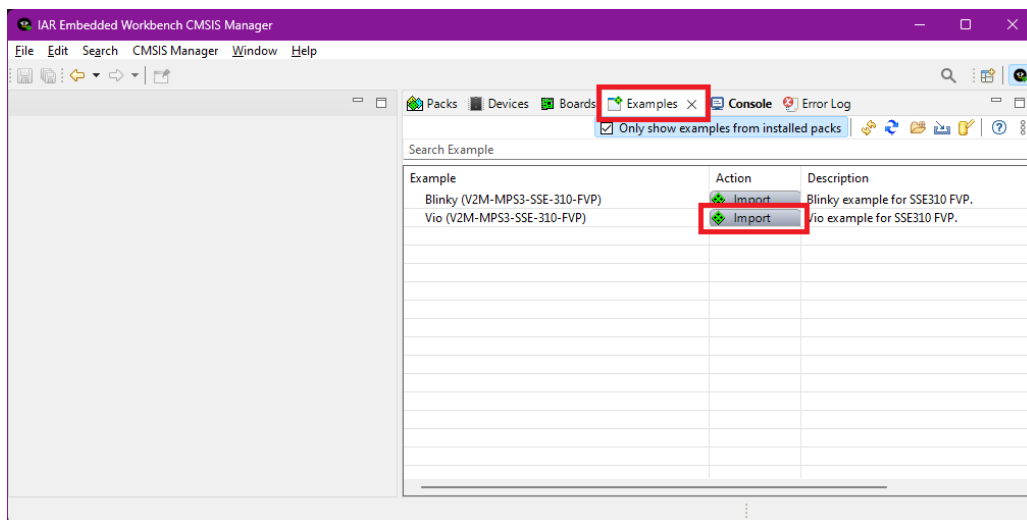 IAR Embedded Workbench CMSIS Manager
File Edit Search CMSIS Manager Window Help
Packs Devices Boards Examples Console Error Log
Only show examples from installed packs
Search Example
Example Action Description
Blinky (V2M-MPS3-SSE-310-FVP) Import Blinky example for SSE310 FVP.
Vio (V2M-MPS3-SSE-310-FVP) Import Vio example for SSE310 FVP.